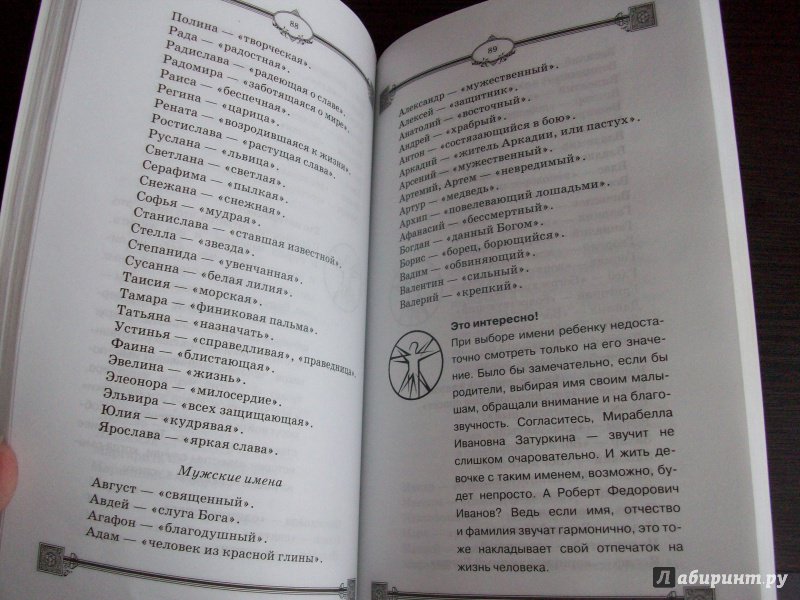 88
Полина — «творческая».
Рада — «радостная».
Радислава — «радеющая о славе».
Радомира — «заботящаяся о мире».
Раиса — «беспечная».
Регина — «царица».
Рената — «возродившаяся к жизни».
Ростислава — «растущая слава».
Руслана — «львица».
Светлана — «светлая».
Серафима — «пылкая».
Снежана — «снежная».
Софья — «мудрая».
Станислава — «ставшая известной».
Стелла — «звезда».
Степанида — «увенчанная».
Сусанна — «белая лилия».
Таисия — «морская».
Тамара — «финиковая пальма».
Татьяна — «назначать».
Устинья — «справедливая», «праведница».
Фаина — «блистающая».
Эвелина — «жизнь».
Элеонора — «милосердие».
Эльвира — «всех защищающая».
Юлия — «кудрявая».
Ярослава — «яркая слава».
Мужские имена
Август — «священный».
Авдей — «слуга Бога».
Агафон — «благодушный».
Адам — «человек из красной глины».
89
Александр — «мужественный».
Алексей — «защитник».
Анатолий — «восточный».
Андрей — «храбрый».
Антон — «состязающийся в бою».
Аркадий — «житель Аркадии, или пастух».
Арсений — «мужественный».
Артемий, Артем — «невредимый».
Артур — «медведь».
Архип — «повелевающий лошадьми».
Афанасий — «бессмертный».
Богдан — «данный Богом».
Борис — «борец, борющийся».
Вадим — «обвиняющий».
Валентин — «сильный».
Валерий — «крепкий».
Это интересно!
При выборе имени ребенку недоста-
точно смотреть только на его значе-
ние. Было бы замечательно, если бы
родители, выбирая имя своим малы-
шам, обращали внимание и на благо-
звучность. Согласитесь, Мирабелла
Ивановна Затуркина — звучит не
слишком очаровательно. И жить де-
вочке с таким именем, возможно, бу-
дет непросто. А Роберт Федорович
Иванов? Ведь если имя, отчество
и фамилия звучат гармонично, это то-
же накладывает свой отпечаток на
жизнь человека.
Лабиринт.ру